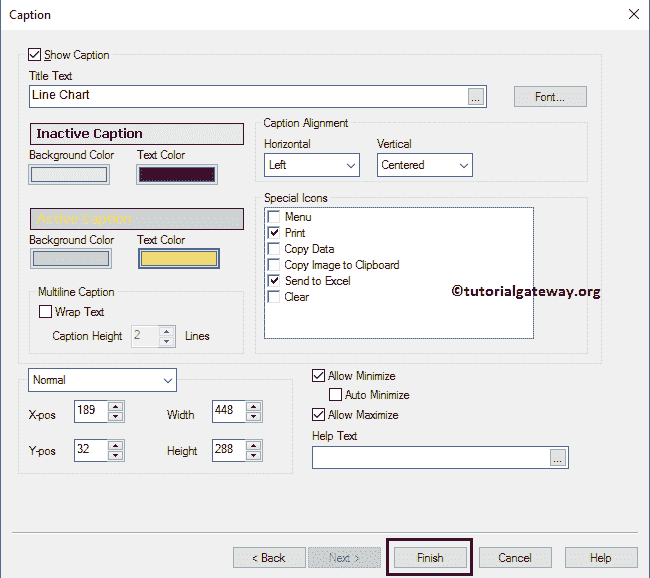 Caption
Show Caption
Title Text
Line Chart
...
Font...
Inactive Caption
Background Color Text Color
Caption Alignment
Horizontal Vertical
Left Centered
Active Caption
Background Color Text Color
Special Icons
Menu
Print
Copy Data
Copy Image to Clipboard
Send to Excel
Clear
©tutorialgateway.org
Multiline Caption
Wrap Text
Caption Height 2 Lines
Normal
X-pos 189 Width 448
Y-pos 32 Height 288
Allow Minimize
Auto Minimize
Allow Maximize
Help Text
...
< Back Next > Finish Cancel Help